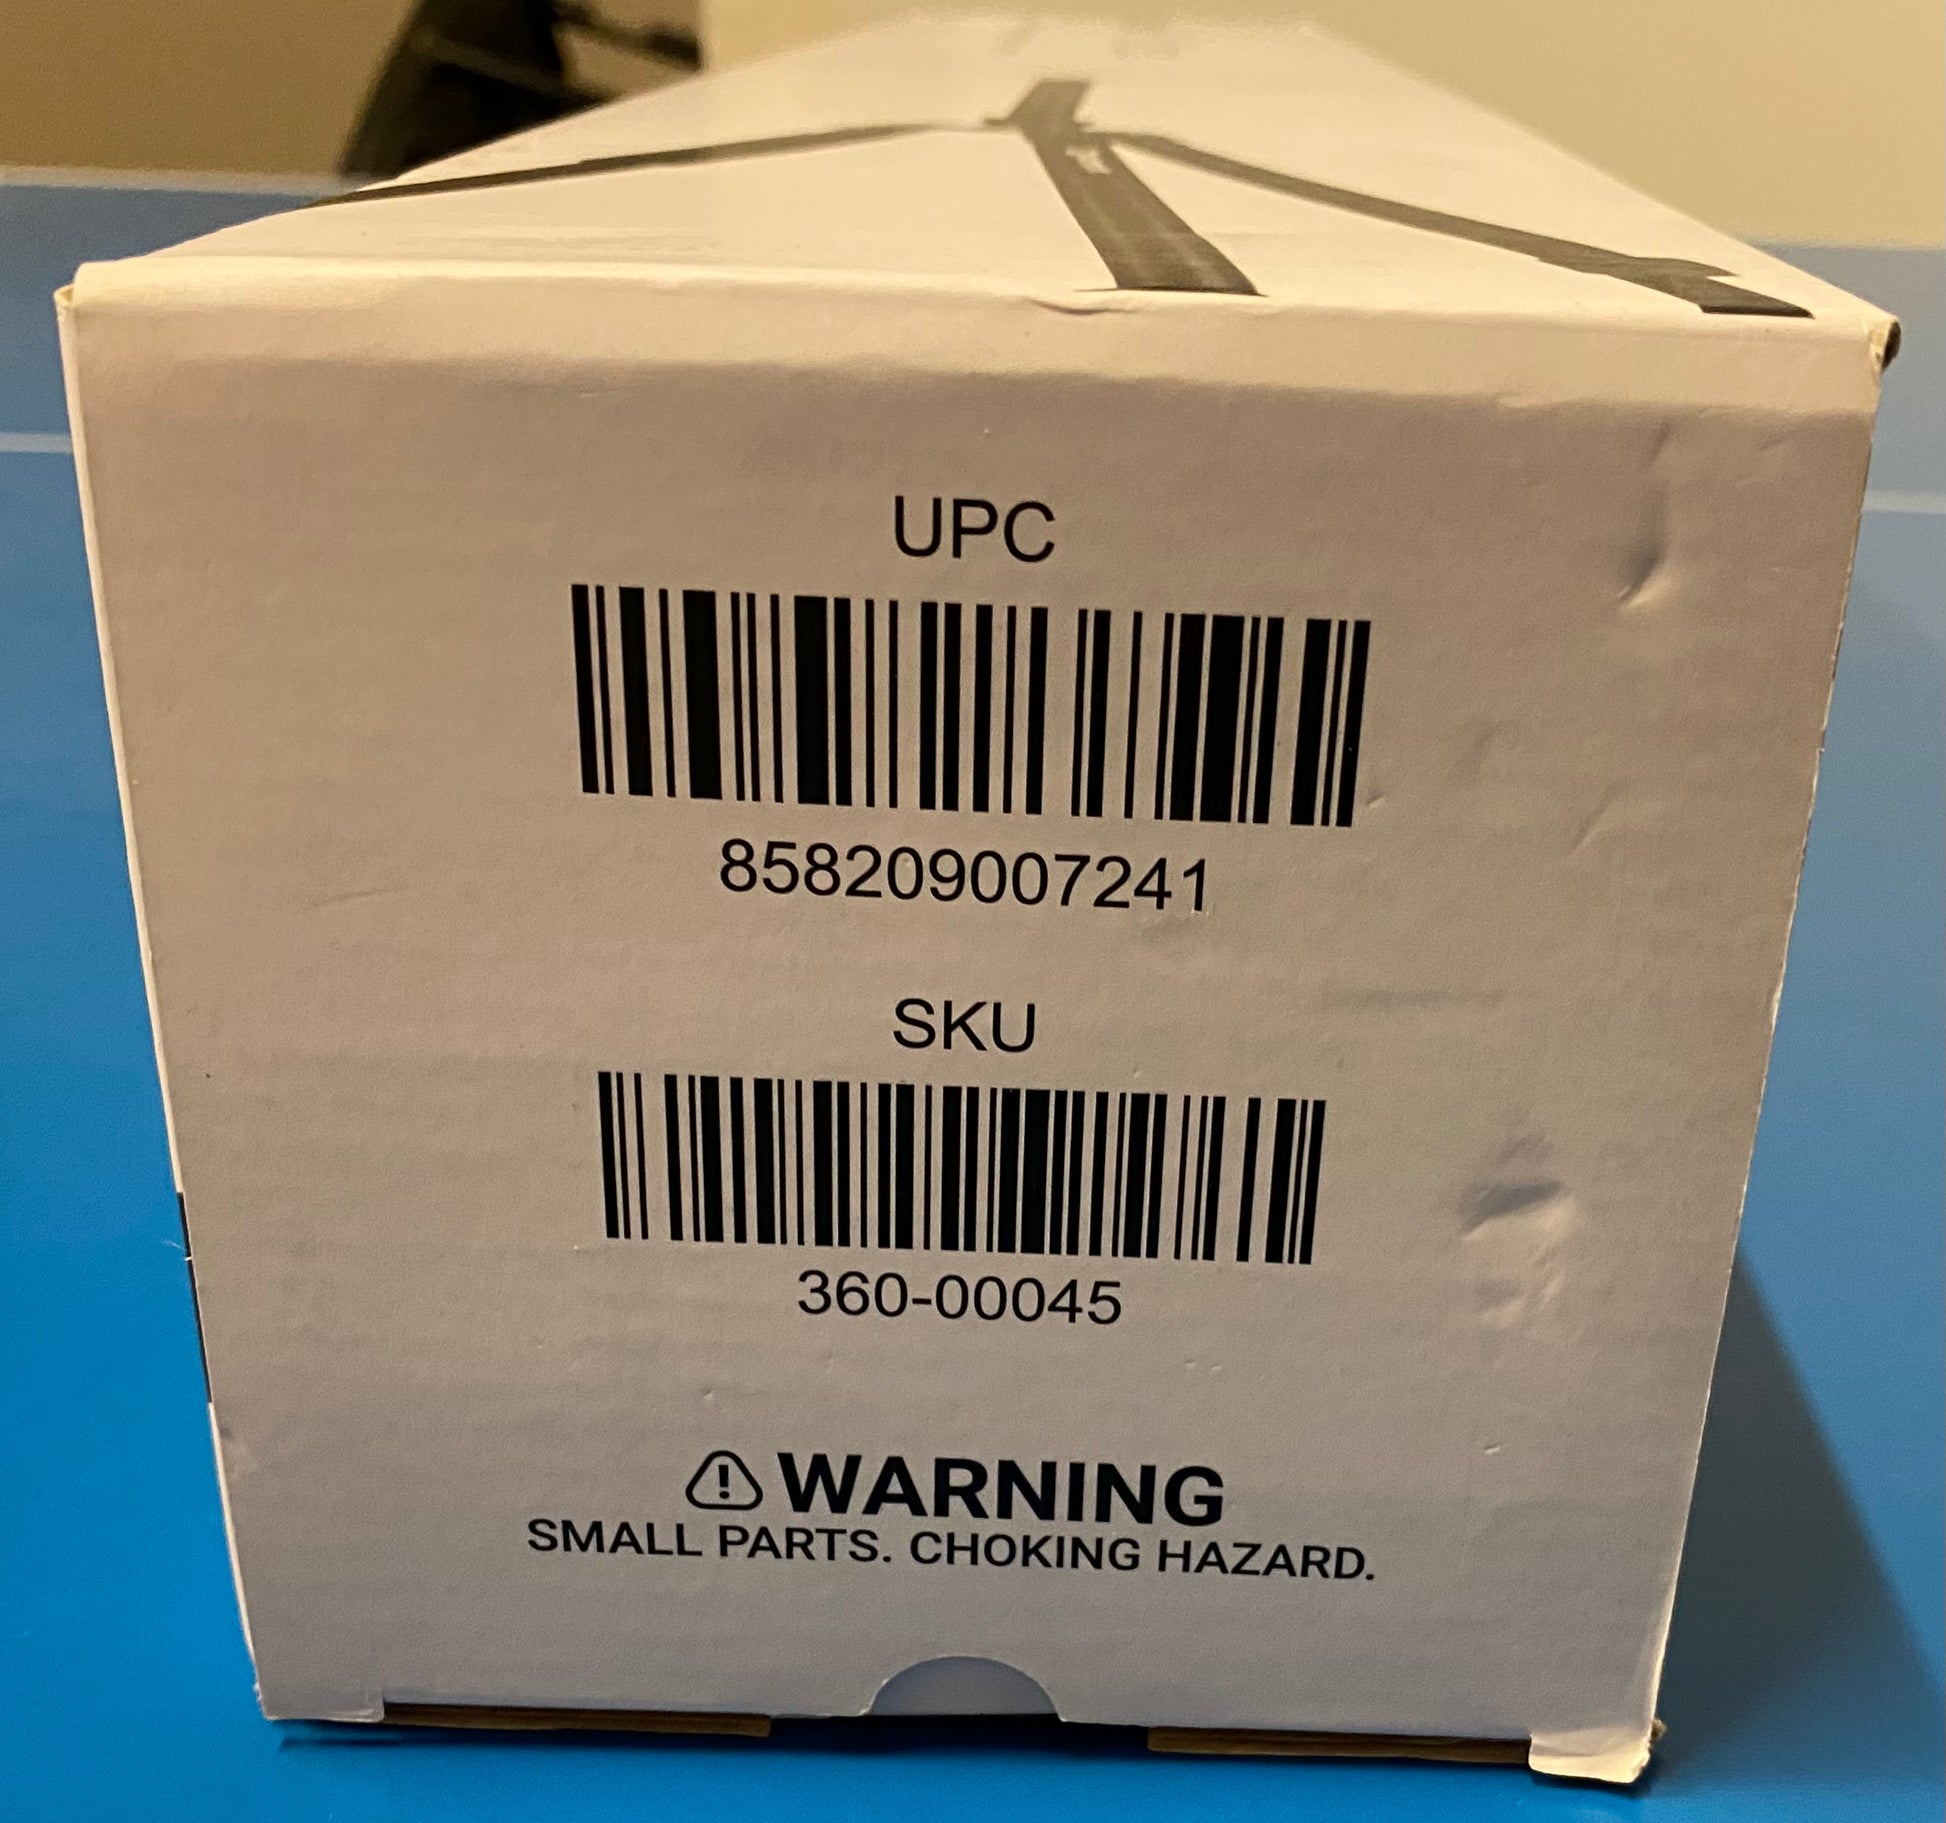 UPC
858209007241
SKU
360-00045
WARNING
SMALL PARTS. CHOKING HAZARD.